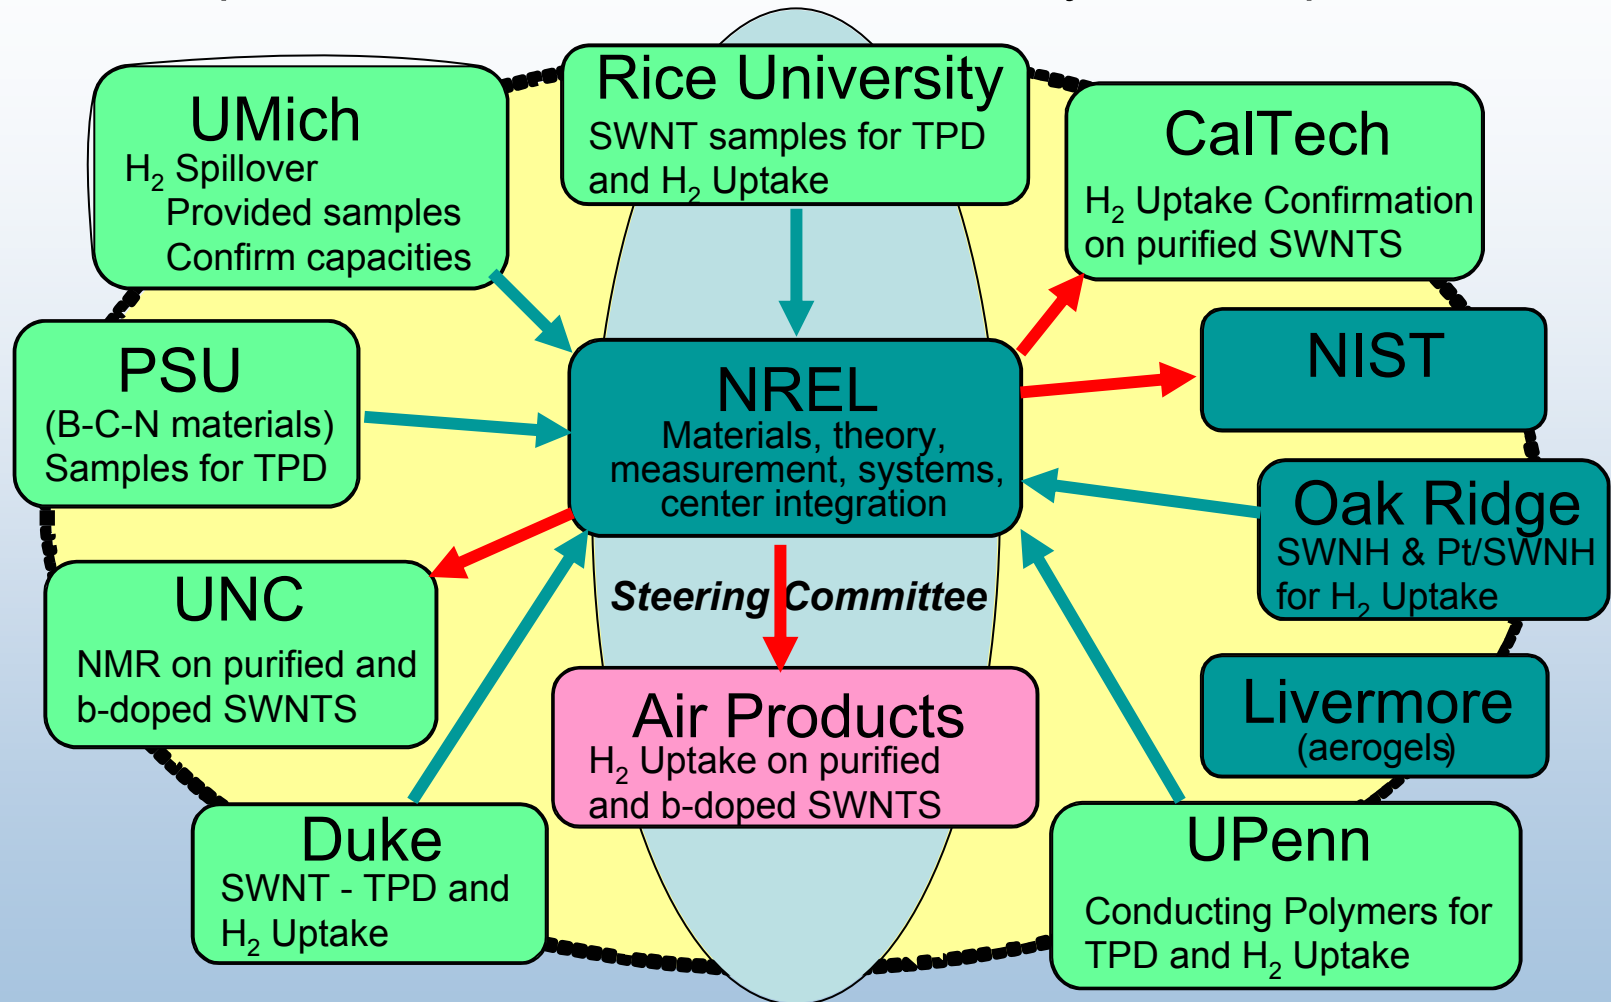 Rice University
SWNT samples for TPD
and H₂ Uptake
UMich
H₂ Spillover
Provided samples
Confirm capacities
CalTech
H₂ Uptake Confirmation
on purified SWNTS
PSU
(B-C-N materials)
Samples for TPD
NREL
Materials, theory,
measurement, systems,
center integration
NIST
Oak Ridge
SWNH & Pt/SWNH
for H₂ Uptake
UNC
NMR on purified and
b-doped SWNTS
Steering Committee
Air Products
H₂ Uptake on purified
and b-doped SWNTS
Livermore
(aerogels)
Duke
SWNT - TPD and
H₂ Uptake
UPenn
Conducting Polymers for
TPD and H₂ Uptake